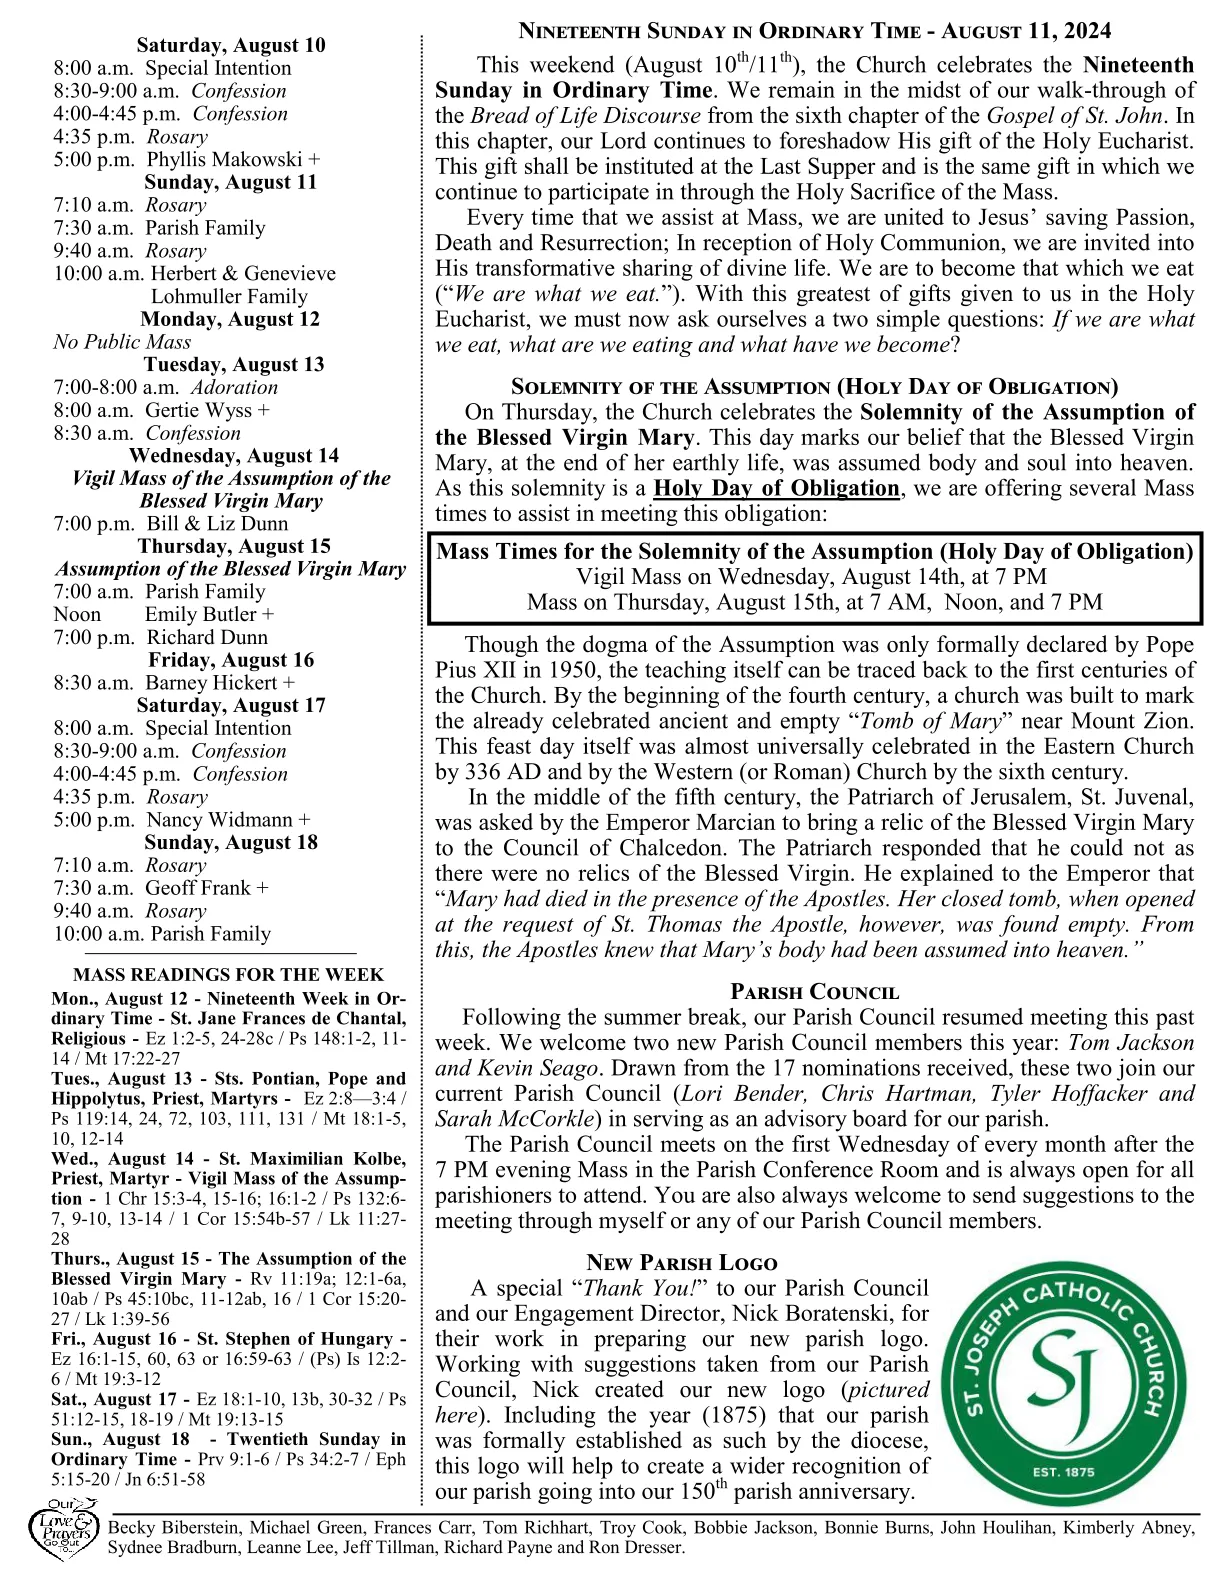 Saturday, August 10
8:00 a.m. Special Intention
8:30-9:00 a.m. Confession
4:00-4:45 p.m. Confession
4:35 p.m. Rosary
5:00 p.m. Phyllis Makowski +
Sunday, August 11
7:10 a.m. Rosary
7:30 a.m. Parish Family
9:40 a.m. Rosary
10:00 a.m. Herbert & Genevieve
Lohmuller Family
Monday, August 12
No Public Mass
Tuesday, August 13
7:00-8:00 a.m. Adoration
8:00 a.m. Gertie Wyss +
8:30 a.m. Confession
Wednesday, August 14
Vigil Mass of the Assumption of the
Blessed Virgin Mary
7:00 p.m. Bill & Liz Dunn
Thursday, August 15
Assumption of the Blessed Virgin Mary
7:00 a.m. Parish Family
Noon Emily Butler +
7:00 p.m. Richard Dunn
Friday, August 16
8:30 a.m. Barney Hickert +
Saturday, August 17
8:00 a.m. Special Intention
8:30-9:00 a.m. Confession
4:00-4:45 p.m. Confession
4:35 p.m. Rosary
5:00 p.m. Nancy Widmann +
Sunday, August 18
7:10 a.m. Rosary
7:30 a.m. Geoff Frank +
9:40 a.m. Rosary
10:00 a.m. Parish Family
MASS READINGS FOR THE WEEK
Mon., August 12 - Nineteenth Week in Or-
dinary Time - St. Jane Frances de Chantal,
Religious - Ez 1:2-5, 24-28c / Ps 148:1-2, 11-
14 / Mt 17:22-27
Tues., August 13 - Sts. Pontian, Pope and
Hippolytus, Priest, Martyrs - Ez 2:8—3:4 /
Ps 119:14, 24, 72, 103, 111, 131 / Mt 18:1-5,
10, 12-14
Wed., August 14 - St. Maximilian Kolbe,
Priest, Martyr - Vigil Mass of the Assump-
tion - 1 Chr 15:3-4, 15-16; 16:1-2 / Ps 132:6-
7, 9-10, 13-14 / 1 Cor 15:54b-57 / Lk 11:27-
28
Thurs., August 15 - The Assumption of the
Blessed Virgin Mary - Rv 11:19a; 12:1-6a,
10ab / Ps 45:10bc, 11-12ab, 16 / 1 Cor 15:20-
27 / Lk 1:39-56
Fri., August 16 - St. Stephen of Hungary -
Ez 16:1-15, 60, 63 or 16:59-63 / (Ps) Is 12:2-
6 / Mt 19:3-12
Sat., August 17 - Ez 18:1-10, 13b, 30-32 / Ps
51:12-15, 18-19 / Mt 19:13-15
Sun., August 18 - Twentieth Sunday in
Ordinary Time - Prv 9:1-6 / Ps 34:2-7 / Eph
5:15-20 / Jn 6:51-58
NINETEENTH SUNDAY IN ORDINARY TIME - AUGUST 11, 2024
This weekend (August 10th/11th), the Church celebrates the Nineteenth
Sunday in Ordinary Time. We remain in the midst of our walk-through of
the Bread of Life Discourse from the sixth chapter of the Gospel of St. John. In
this chapter, our Lord continues to foreshadow His gift of the Holy Eucharist.
This gift shall be instituted at the Last Supper and is the same gift in which we
continue to participate in through the Holy Sacrifice of the Mass.
Every time that we assist at Mass, we are united to Jesus’ saving Passion,
Death and Resurrection; In reception of Holy Communion, we are invited into
His transformative sharing of divine life. We are to become that which we eat
(“We are what we eat.”). With this greatest of gifts given to us in the Holy
Eucharist, we must now ask ourselves a two simple questions: If we are what
we eat, what are we eating and what have we become?
SOLEMNITY OF THE ASSUMPTION (HOLY DAY OF OBLIGATION)
On Thursday, the Church celebrates the Solemnity of the Assumption of
the Blessed Virgin Mary. This day marks our belief that the Blessed Virgin
Mary, at the end of her earthly life, was assumed body and soul into heaven.
As this solemnity is a Holy Day of Obligation, we are offering several Mass
times to assist in meeting this obligation:
Mass Times for the Solemnity of the Assumption (Holy Day of Obligation)
Vigil Mass on Wednesday, August 14th, at 7 PM
Mass on Thursday, August 15th, at 7 AM, Noon, and 7 PM
Though the dogma of the Assumption was only formally declared by Pope
Pius XII in 1950, the teaching itself can be traced back to the first centuries of
the Church. By the beginning of the fourth century, a church was built to mark
the already celebrated ancient and empty “Tomb of Mary” near Mount Zion.
This feast day itself was almost universally celebrated in the Eastern Church
by 336 AD and by the Western (or Roman) Church by the sixth century.
In the middle of the fifth century, the Patriarch of Jerusalem, St. Juvenal,
was asked by the Emperor Marcian to bring a relic of the Blessed Virgin Mary
to the Council of Chalcedon. The Patriarch responded that he could not as
there were no relics of the Blessed Virgin. He explained to the Emperor that
“Mary had died in the presence of the Apostles. Her closed tomb, when opened
at the request of St. Thomas the Apostle, however, was found empty. From
this, the Apostles knew that Mary’s body had been assumed into heaven.”
PARISH COUNCIL
Following the summer break, our Parish Council resumed meeting this past
week. We welcome two new Parish Council members this year: Tom Jackson
and Kevin Seago. Drawn from the 17 nominations received, these two join our
current Parish Council (Lori Bender, Chris Hartman, Tyler Hoffacker and
Sarah McCorkle) in serving as an advisory board for our parish.
The Parish Council meets on the first Wednesday of every month after the
7 PM evening Mass in the Parish Conference Room and is always open for all
parishioners to attend. You are also always welcome to send suggestions to the
meeting through myself or any of our Parish Council members.
NEW PARISH LOGO
A special “Thank You!” to our Parish Council
and our Engagement Director, Nick Boratenski, for
their work in preparing our new parish logo.
Working with suggestions taken from our Parish
Council, Nick created our new logo (pictured
here). Including the year (1875) that our parish
was formally established as such by the diocese,
this logo will help to create a wider recognition of
our parish going into our 150th parish anniversary.
ST. JOSEPH CATHOLIC CHURCH
SJ
EST. 1875
Our
Love &
Prayers
Go Out
To...
Becky Biberstein, Michael Green, Frances Carr, Tom Richhart, Troy Cook, Bobbie Jackson, Bonnie Burns, John Houlihan, Kimberly Abney,
Sydnee Bradburn, Leanne Lee, Jeff Tillman, Richard Payne and Ron Dresser.